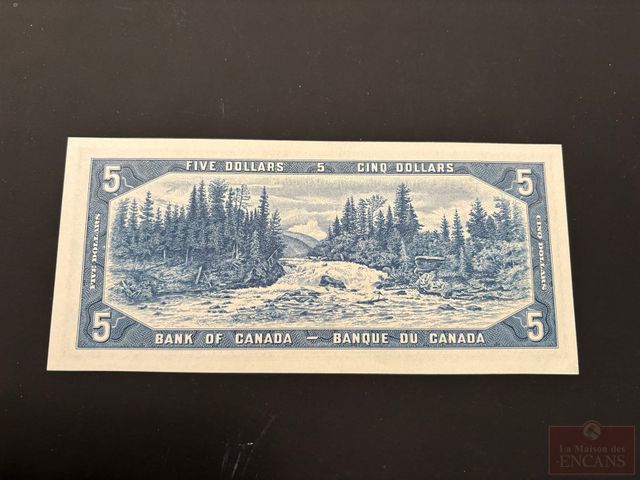 FIVE DOLLARS 5 CINQ DOLLARS
5 5
FIVE DOLLARS
CINQ DOLLARS
5 5
BANK OF CANADA — BANQUE DU CANADA
La Maison des
ENCANS